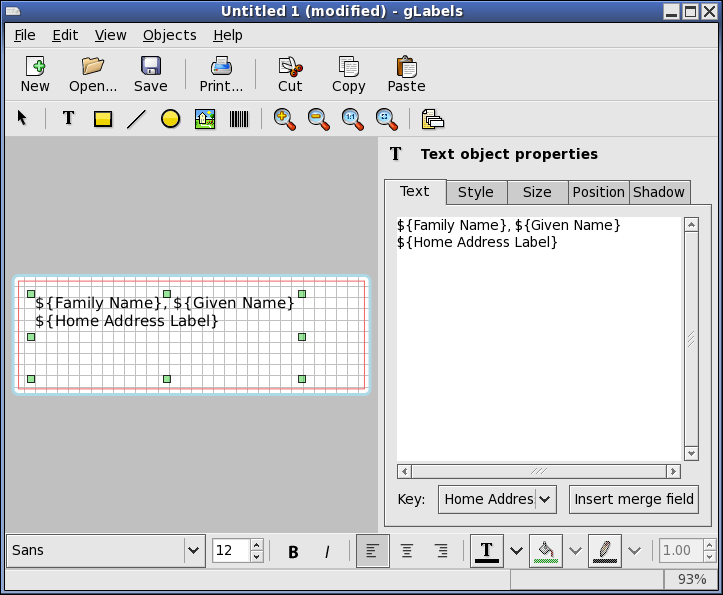 Untitled 1 (modified) - gLabels
File Edit View Objects Help
New Open... Save Print... Cut Copy Paste
T
T Text object properties
Text Style Size Position Shadow
${Family Name}, ${Given Name}
${Home Address Label}
${Family Name}, ${Given Name}
${Home Address Label}
Key: Home Addres Insert merge field
Sans 12 B I T 1.00
93%